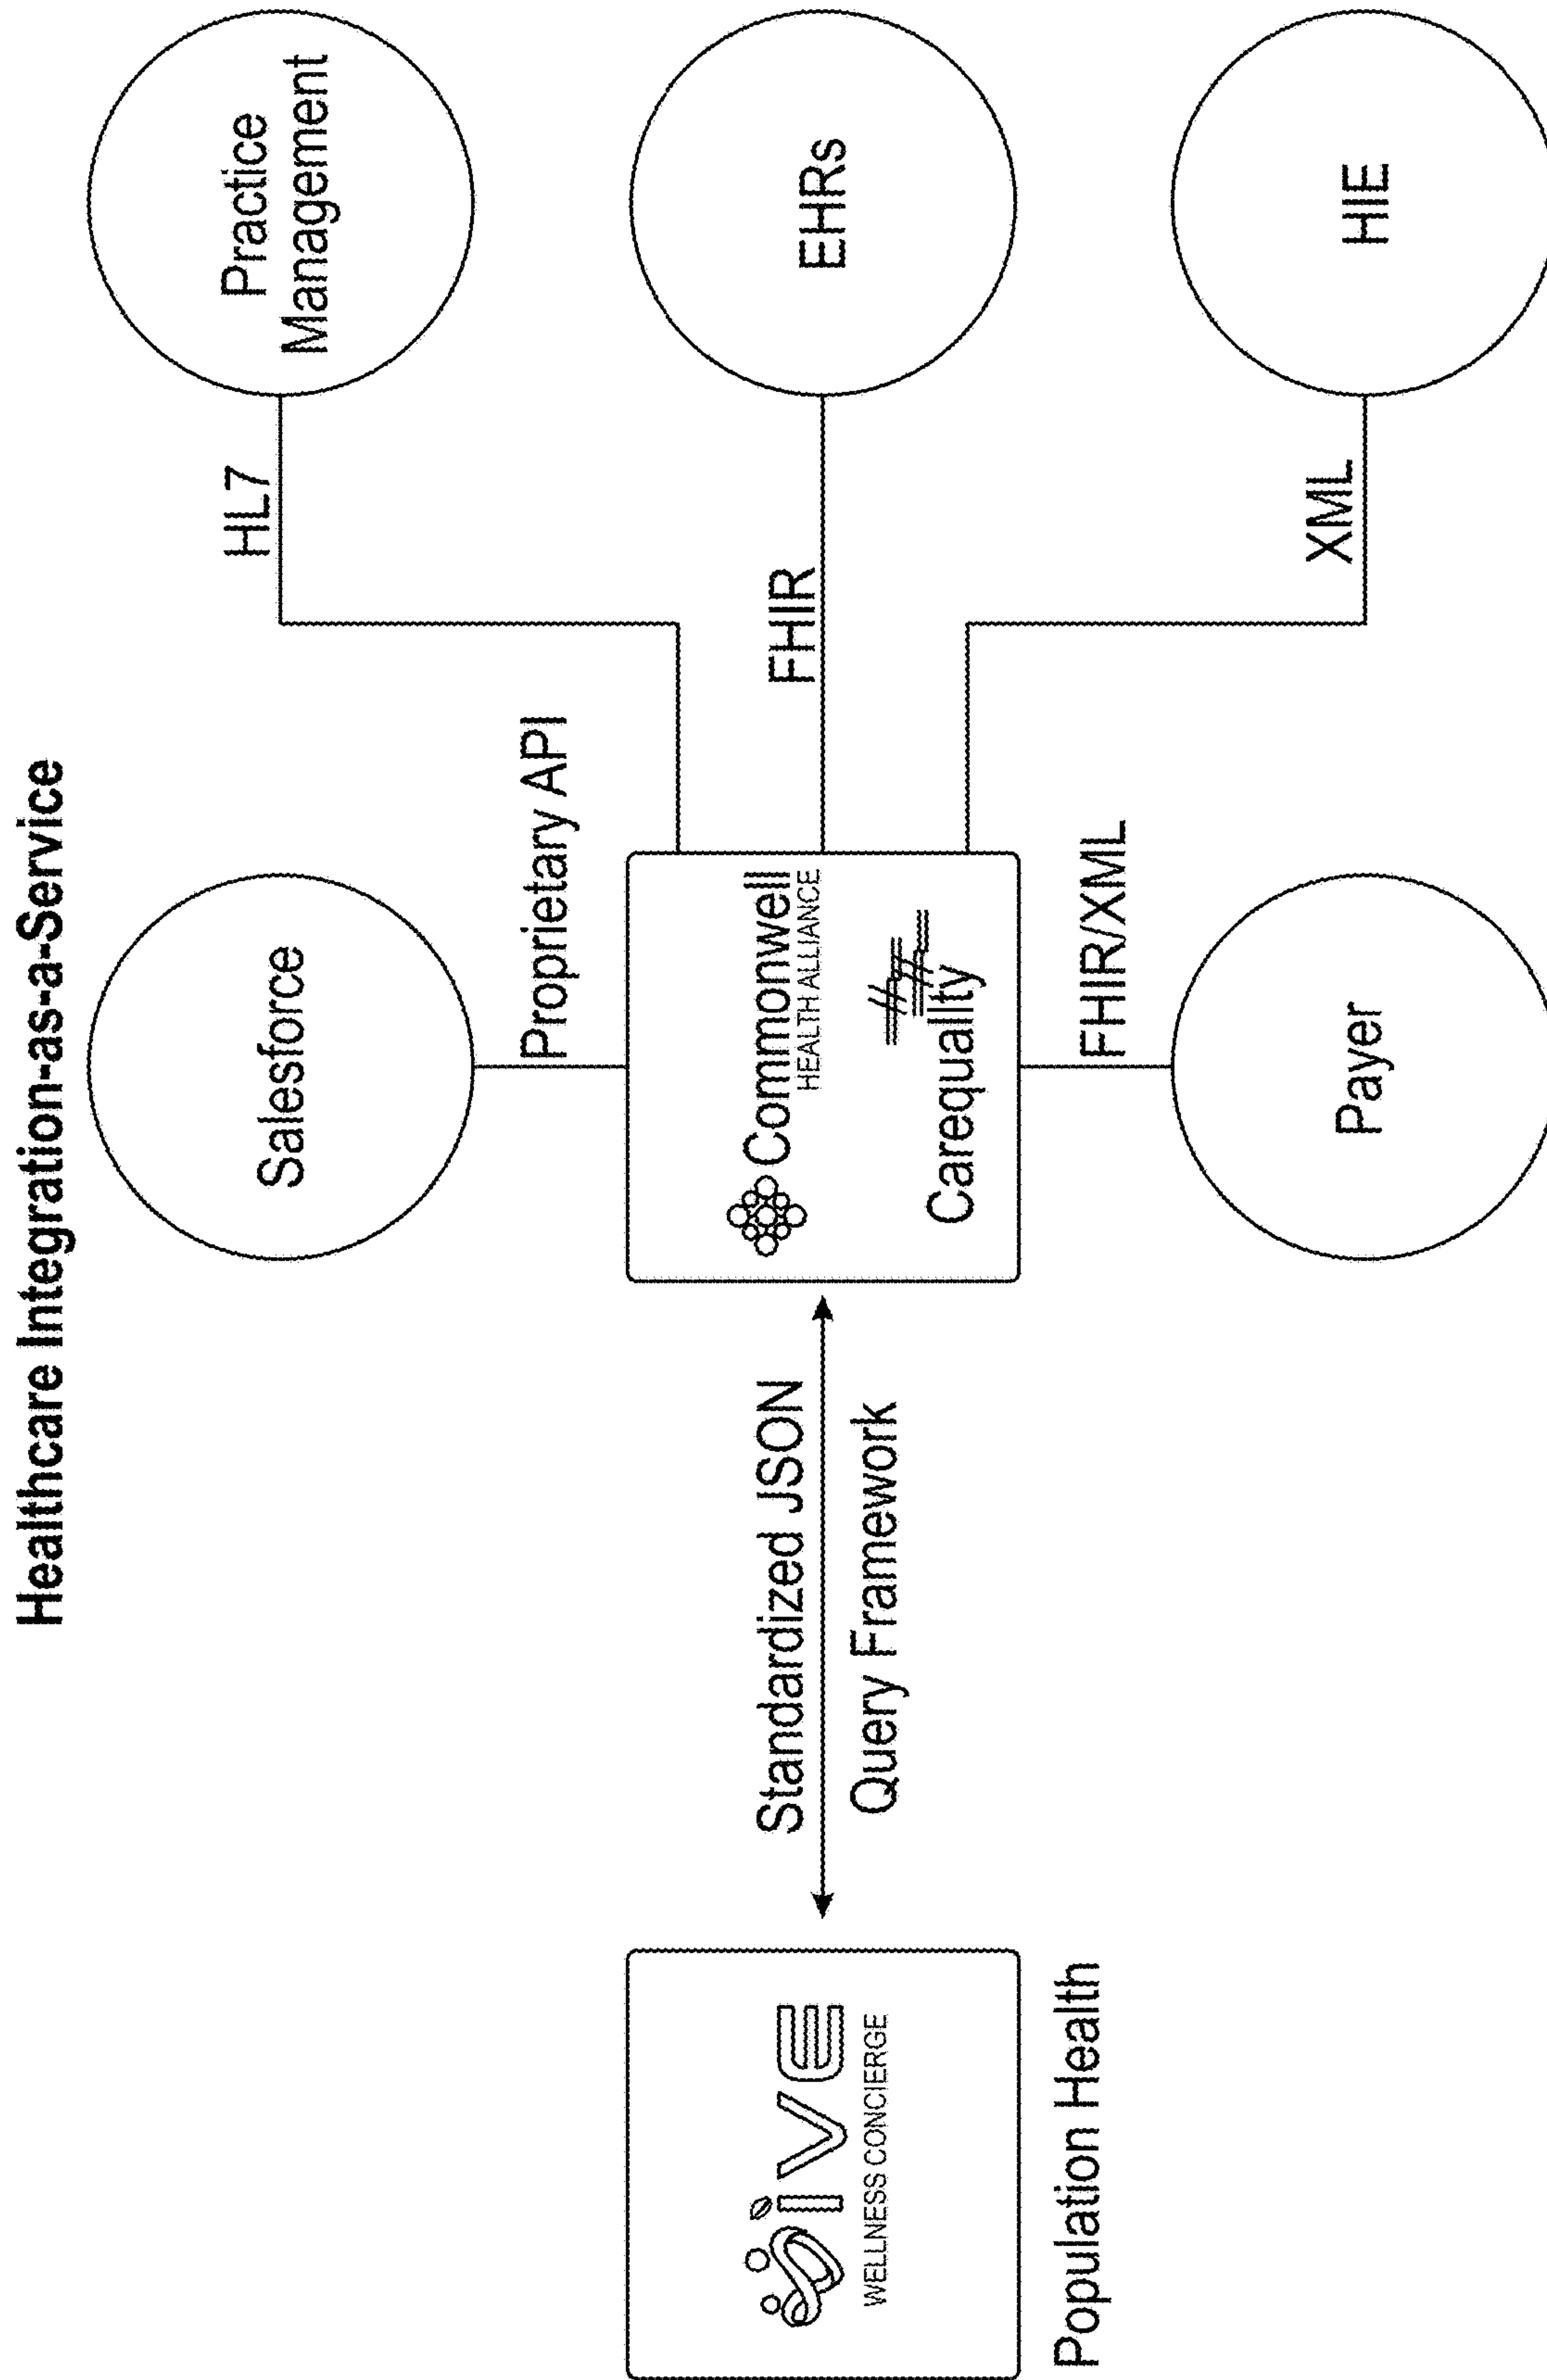 Healthcare Integration-as-a-Service
Salesforce
Practice
Management
HL7
Proprietary API
Standardized JSON
Query Framework
Commonwell
HEALTH ALLIANCE
Carequality
FHIR
EHRs
WELLNESS CONCIERGE
Population Health
FHIR/XML
XML
Payer
HIE